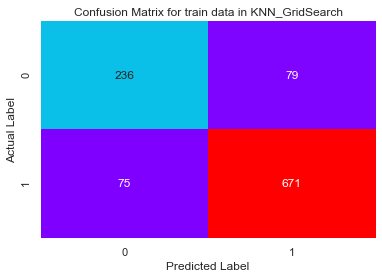 Confusion Matrix for train data in KNN_GridSearch
Actual Label
0
236
79
1
75
671
0
1
Predicted Label